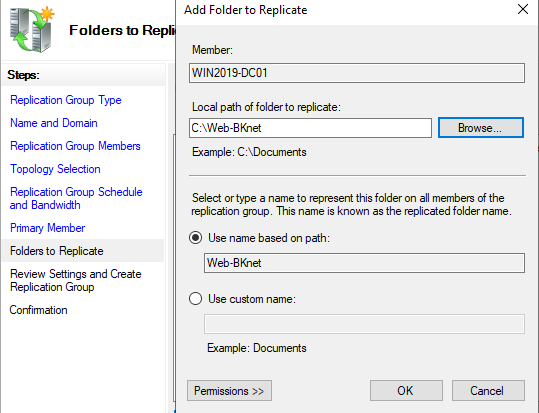 Folders to Repli
Steps:
Replication Group Type
Name and Domain
Replication Group Members
Topology Selection
Replication Group Schedule
and Bandwidth
Primary Member
Folders to Replicate
Review Settings and Create
Replication Group
Confirmation
Add Folder to Replicate
Member:
WIN2019-DC01
Local path of folder to replicate:
C:\Web-BKnet
Browse...
Example: C:\Documents
Select or type a name to represent this folder on all members of the
replication group. This name is known as the replicated folder name.
Use name based on path:
Web-BKnet
Use custom name:
Example: Documents
Permissions >>
OK
Cancel